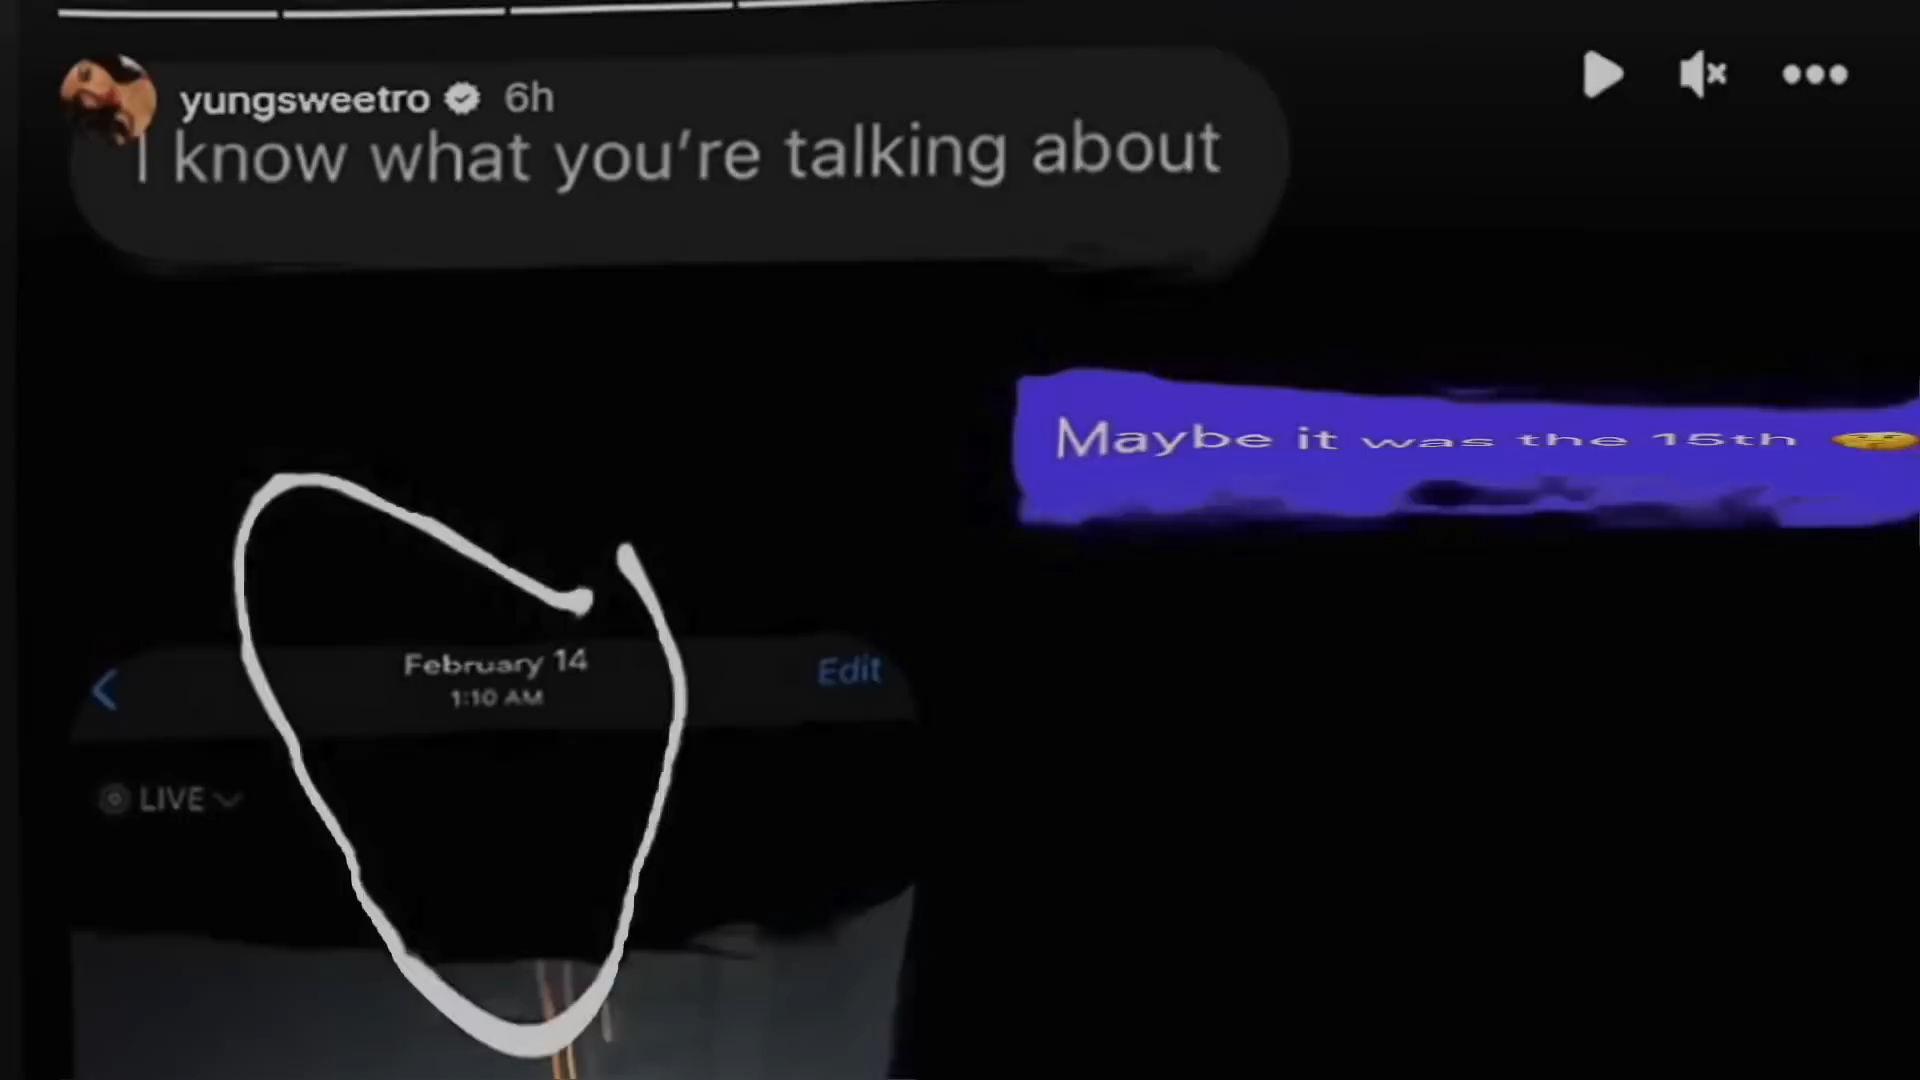 yungsweetro 6h
I know what you're talking about
Maybe it was the 15th
February 14
1:10 AM
Edit
LIVE